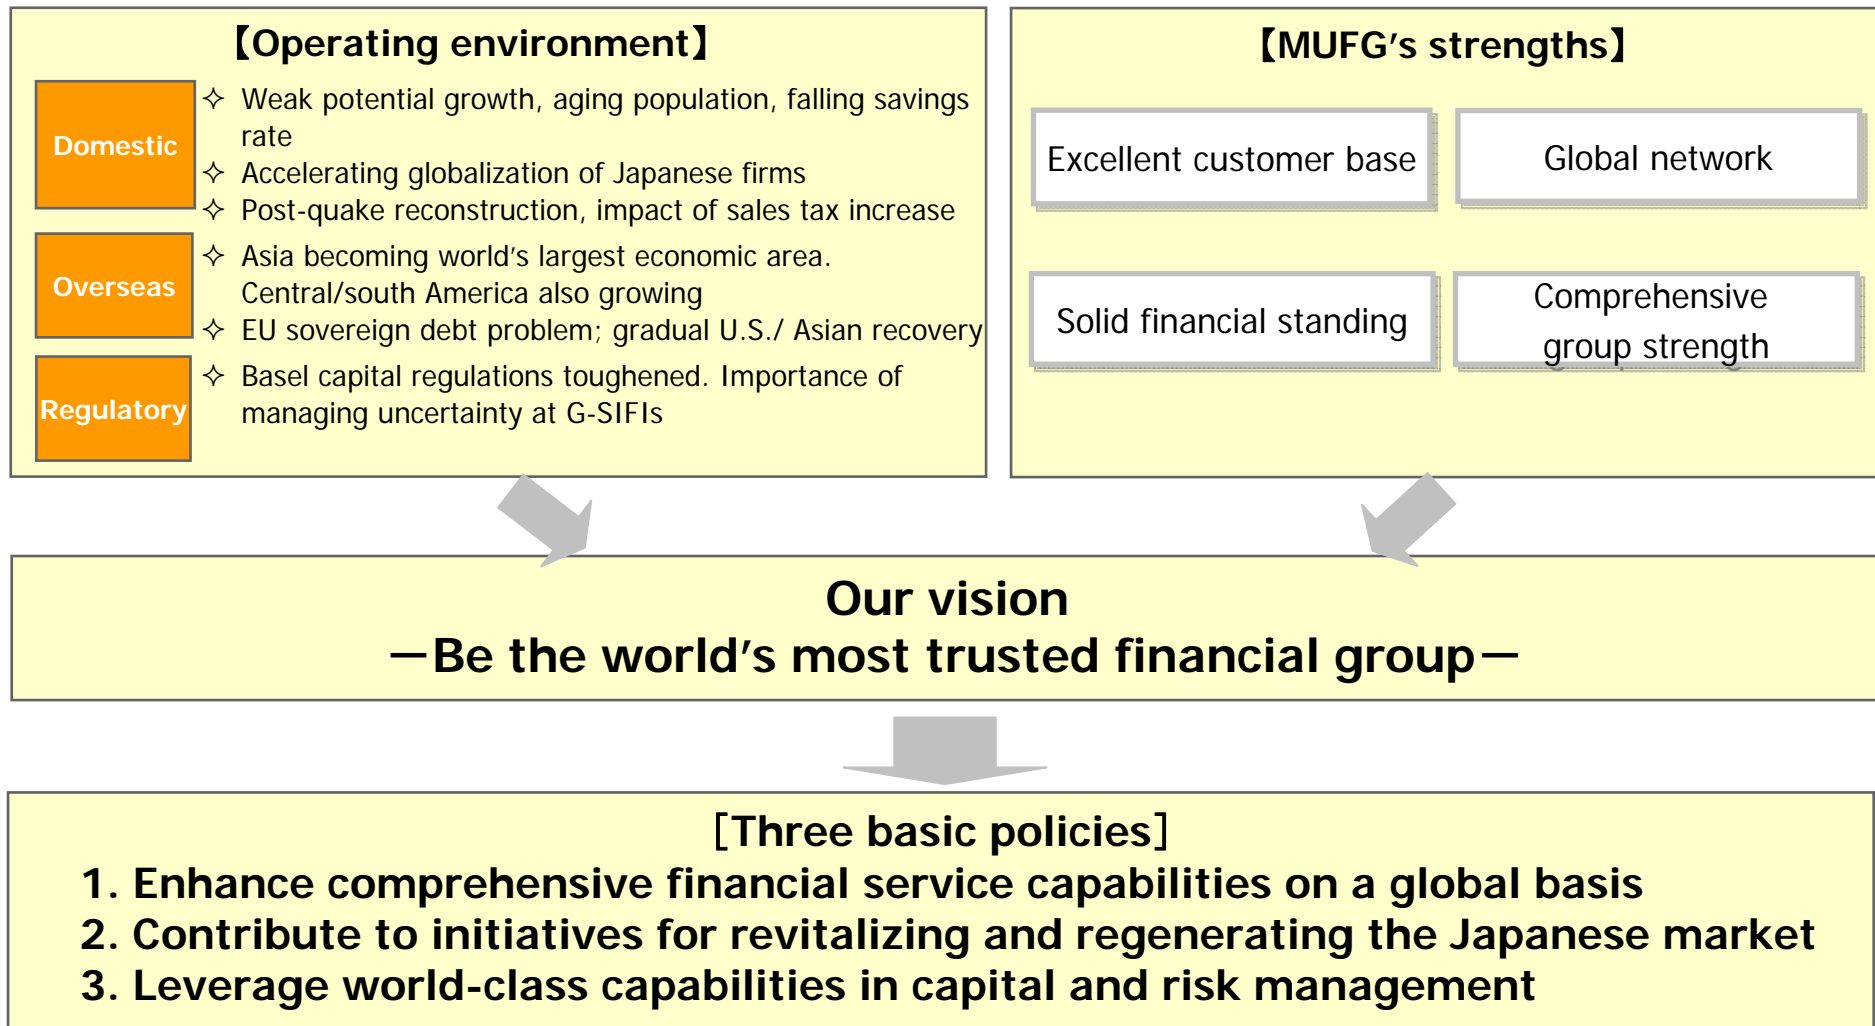 【Operating environment】
Domestic
✧ Weak potential growth, aging population, falling savings
rate
✧ Accelerating globalization of Japanese firms
✧ Post-quake reconstruction, impact of sales tax increase
Overseas
✧ Asia becoming world's largest economic area.
Central/south America also growing
✧ EU sovereign debt problem; gradual U.S./ Asian recovery
Regulatory
✧ Basel capital regulations toughened. Importance of
managing uncertainty at G-SIFIs
【MUFG's strengths】
Excellent customer base
Global network
Solid financial standing
Comprehensive
group strength
Our vision
－Be the world's most trusted financial group－
[Three basic policies]
1. Enhance comprehensive financial service capabilities on a global basis
2. Contribute to initiatives for revitalizing and regenerating the Japanese market
3. Leverage world-class capabilities in capital and risk management